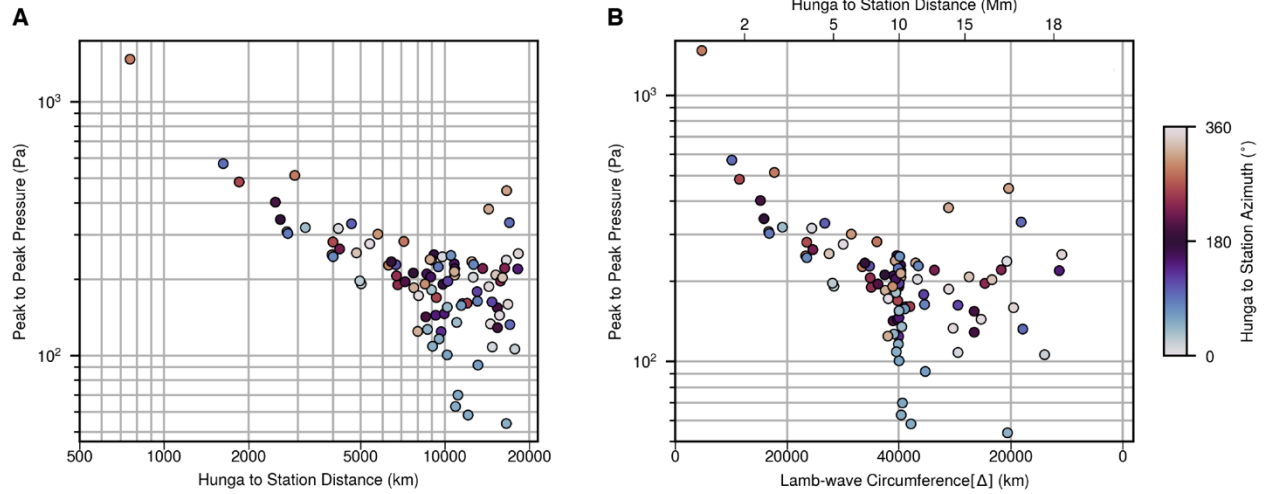 A
Peak to Peak Pressure (Pa)
10³
10²
500 1000 2000 5000 10000 20000
Hunga to Station Distance (km)
B
Hunga to Station Distance (Mm)
2 5 10 15 18
Peak to Peak Pressure (Pa)
10³
10²
0 20000 40000 20000 0
Lamb-wave Circumference[Δ] (km)
360
180
0
Hunga to Station Azimuth (°)